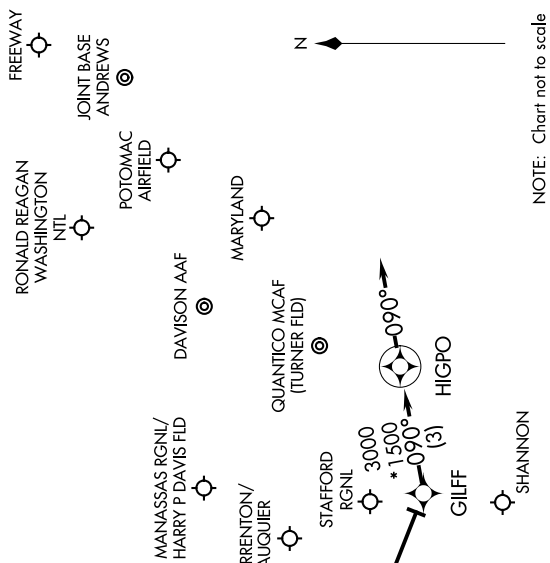 FREEWAY
JOINT BASE
ANDREWS
N
RONALD REAGAN
WASHINGTON
NTL
POTOMAC
AIRFIELD
MARYLAND
NOTE: Chart not to scale
DAVISON AAF
QUANTICO MCAF
(TURNER FLD)
090°
HIGPO
MANASSAS RGNL/
HARRY P DAVIS FLD
RRENTON/
AUQUIER
STAFFORD
RGNL
3000
*1500
090°
(3)
GILFF
SHANNON